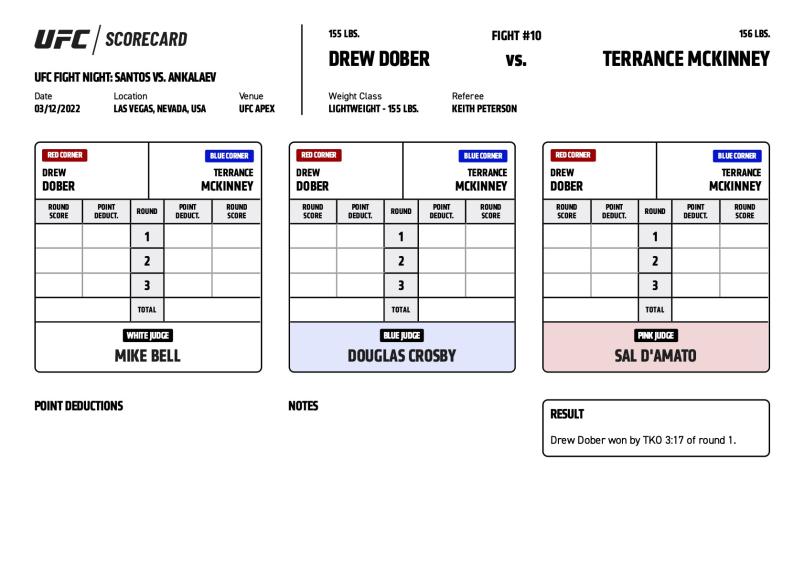 UFC / SCORECARD
UFC FIGHT NIGHT: SANTOS VS. ANKALAEV
Date Location Venue
03/12/2022 LAS VEGAS, NEVADA, USA UFC APEX
155 LBS. FIGHT #10 156 LBS.
DREW DOBER VS. TERRANCE MCKINNEY
Weight Class Referee
LIGHTWEIGHT - 155 LBS. KEITH PETERSON
RED CORNER BLUE CORNER
DREW TERRANCE
DOBER MCKINNEY
ROUND POINT ROUND POINT ROUND
SCORE DEDUCT. DEDUCT. SCORE
1
2
3
TOTAL
WHITE JUDGE
MIKE BELL
RED CORNER BLUE CORNER
DREW TERRANCE
DOBER MCKINNEY
ROUND POINT ROUND POINT ROUND
SCORE DEDUCT. DEDUCT. SCORE
1
2
3
TOTAL
BLUE JUDGE
DOUGLAS CROSBY
RED CORNER BLUE CORNER
DREW TERRANCE
DOBER MCKINNEY
ROUND POINT ROUND POINT ROUND
SCORE DEDUCT. DEDUCT. SCORE
1
2
3
TOTAL
PINK JUDGE
SAL D'AMATO
POINT DEDUCTIONS
NOTES
RESULT
Drew Dober won by TKO 3:17 of round 1.